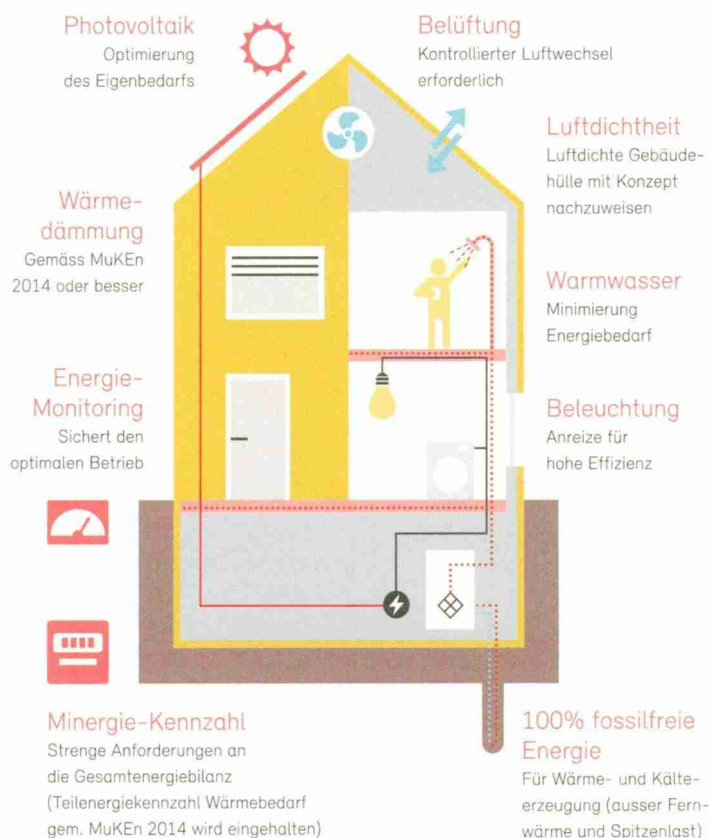 Photovoltaik
Optimierung
des Eigenbedarfs
Belüftung
Kontrollierter Luftwechsel
erforderlich
Luftdichtheit
Luftdichte Gebäude-
hülle mit Konzept
nachzuweisen
Wärme-
dämmung
Gemäss MuKEn
2014 oder besser
Warmwasser
Minimierung
Energiebedarf
Energie-
Monitoring
Sichert den
optimalen Betrieb
Beleuchtung
Anreize für
hohe Effizienz
Minergie-Kennzahl
Strenge Anforderungen an
die Gesamtenergiebilanz
(Teilenergiekennzahl Wärmebedarf
gem. MuKEn 2014 wird eingehalten)
100% fossilfreie
Energie
Für Wärme- und Kälte-
erzeugung (ausser Fern-
wärme und Spitzenlast)